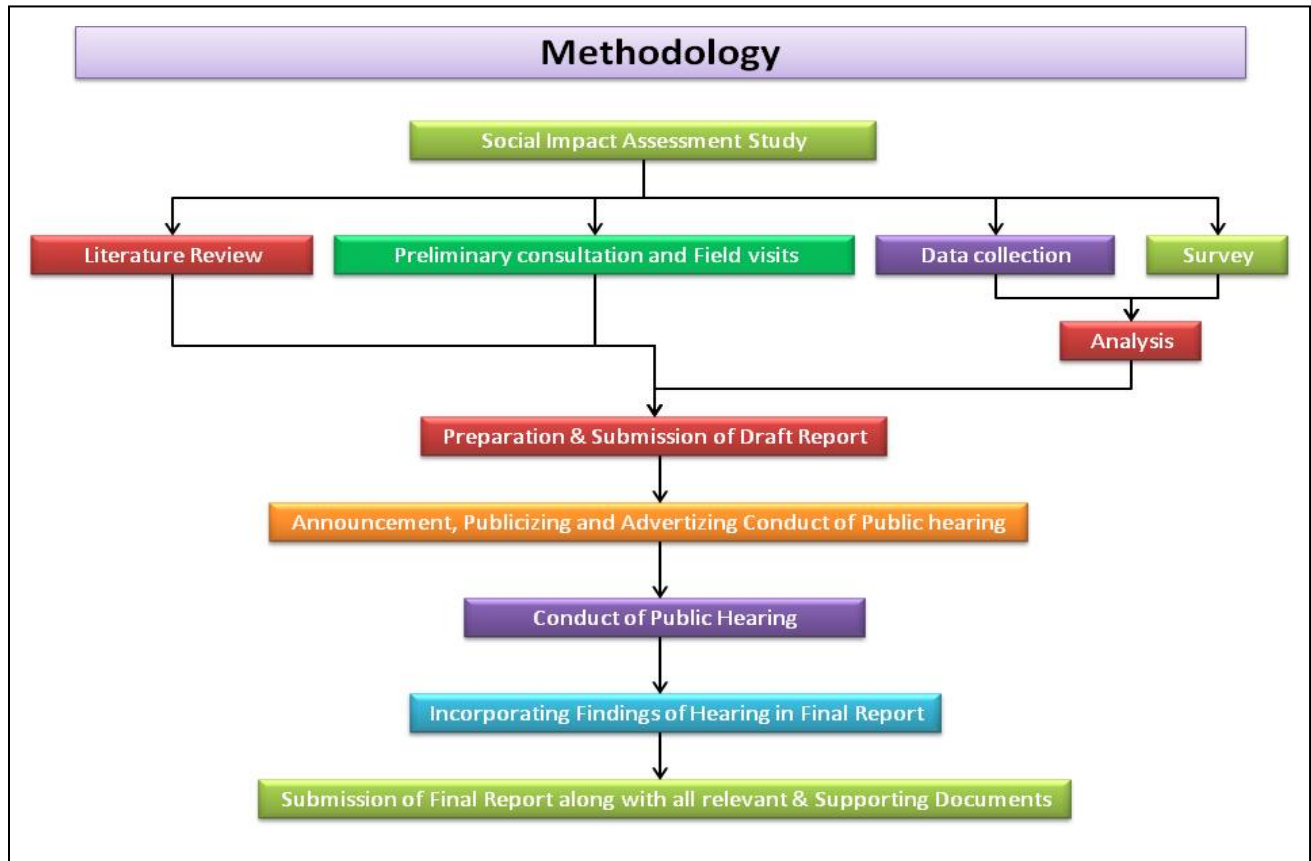 Methodology
Social Impact Assessment Study
Literature Review
Preliminary consultation and Field visits
Data collection
Survey
Analysis
Preparation & Submission of Draft Report
Announcement, Publicizing and Advertizing Conduct of Public hearing
Conduct of Public Hearing
Incorporating Findings of Hearing in Final Report
Submission of Final Report along with all relevant & Supporting Documents